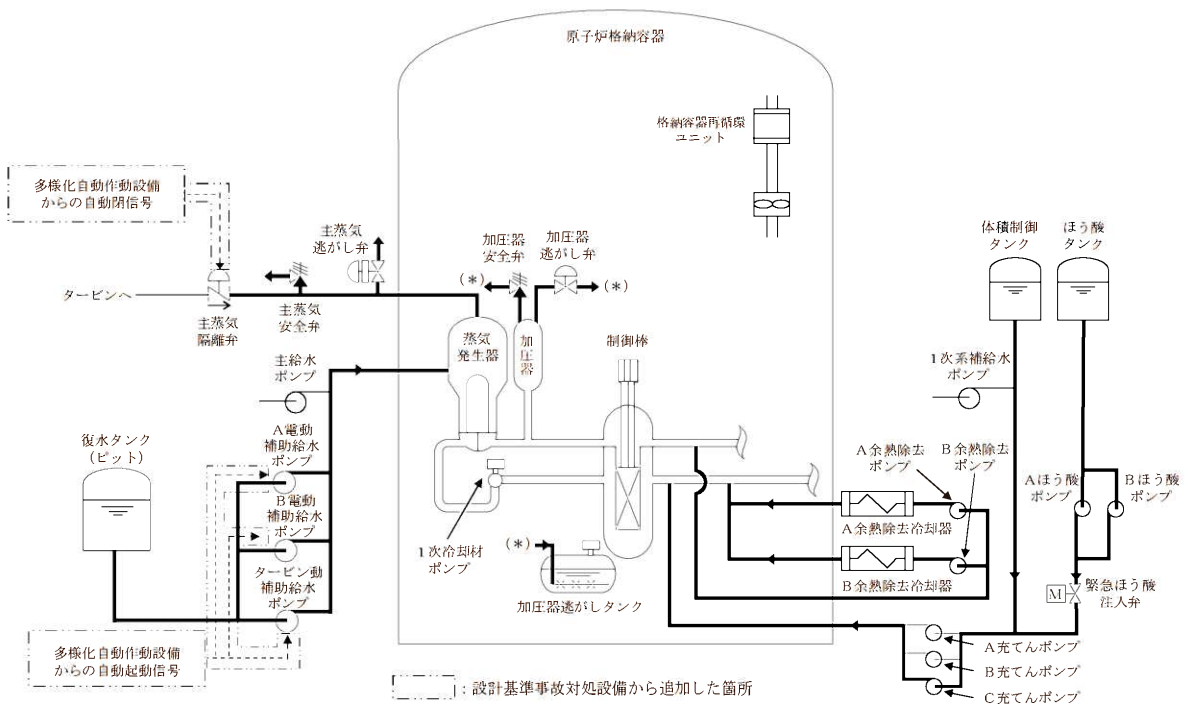 原子炉格納容器
格納容器再循環
ユニット
多様化自動作動設備
からの自動閉信号
主蒸気
逃がし弁
加圧器
安全弁
加圧器
逃がし弁
体積制御
タンク
ほう酸
タンク
(*)
(*)
タービンへ
主蒸気
隔離弁
主蒸気
安全弁
蒸気
発生器
加圧器
制御棒
主給水
ポンプ
1次系補給水
ポンプ
復水タンク
(ピット)
A電動
補助給水
ポンプ
B電動
補助給水
ポンプ
タービン動
補助給水
ポンプ
A余熱除去
ポンプ
B余熱除去
ポンプ
Aほう酸
ポンプ
Bほう酸
ポンプ
A余熱除去冷却器
B余熱除去冷却器
1次冷却材
ポンプ
(*)
加圧器逃がしタンク
M
緊急ほう酸
注入弁
多様化自動作動設備
からの自動起動信号
A充てんポンプ
B充てんポンプ
C充てんポンプ
:設計基準事故対処設備から追加した箇所